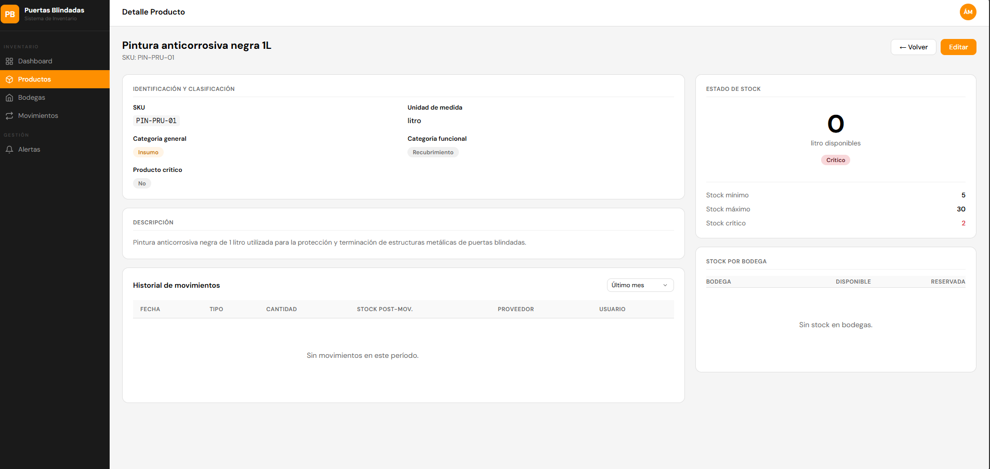 PB
Puertas Blindadas
Sistema de Inventario
INVENTARIO
Dashboard
Productos
Bodegas
Movimientos
GESTIÓN
Alertas
Detalle Producto
ÁM
Pintura anticorrosiva negra 1L
SKU: PIN-PRU-01
← Volver
Editar
IDENTIFICACIÓN Y CLASIFICACIÓN
SKU
Unidad de medida
PIN-PRU-01
litro
Categoría general
Categoría funcional
Insumo
Recubrimiento
Producto crítico
No
DESCRIPCIÓN
Pintura anticorrosiva negra de 1 litro utilizada para la protección y terminación de estructuras metálicas de puertas blindadas.
Historial de movimientos
Último mes
FECHA TIPO CANTIDAD STOCK POST-MOV. PROVEEDOR USUARIO
Sin movimientos en este período.
ESTADO DE STOCK
0
litro disponibles
Crítico
Stock mínimo 5
Stock máximo 30
Stock crítico 2
STOCK POR BODEGA
BODEGA DISPONIBLE RESERVADA
Sin stock en bodegas.